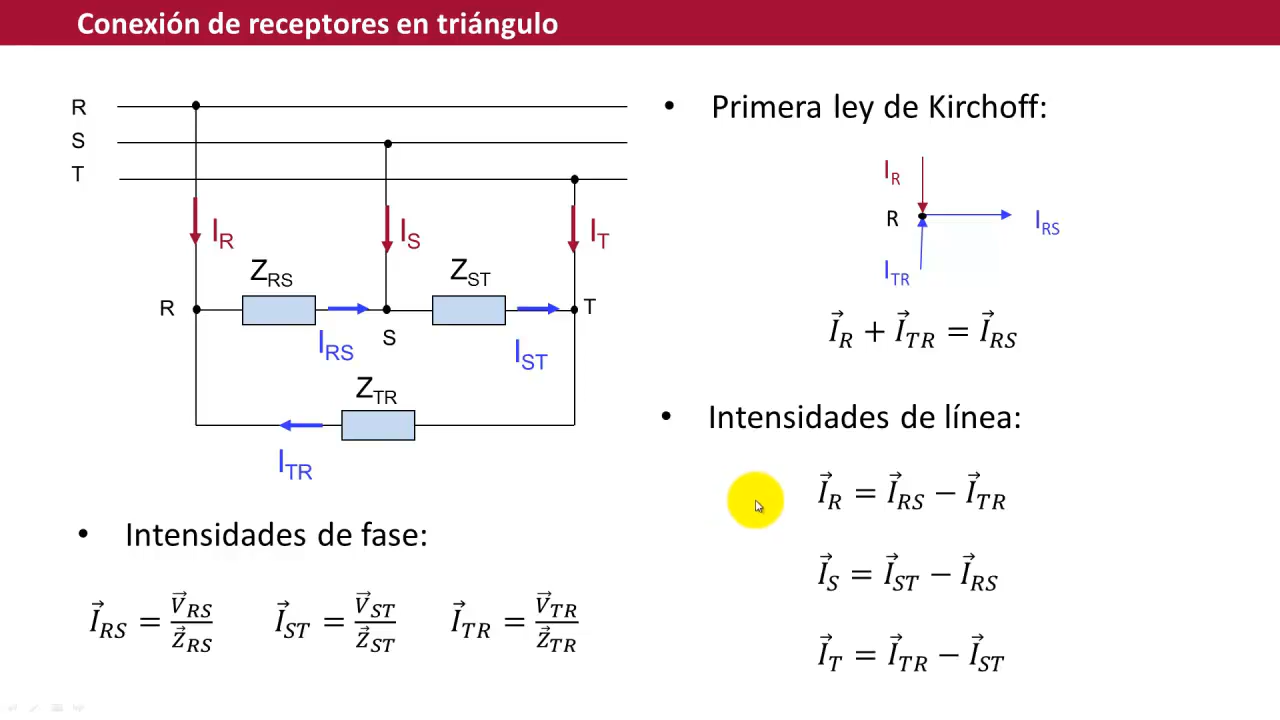 Conexión de receptores en triángulo
R
S
T
I_R
I_S
I_T
Z_RS
Z_ST
R
S
T
I_RS
I_ST
Z_TR
I_TR
• Intensidades de fase:
I⃗_RS = V⃗_RS / Z⃗_RS    I⃗_ST = V⃗_ST / Z⃗_ST    I⃗_TR = V⃗_TR / Z⃗_TR
• Primera ley de Kirchoff:
I_R
R
I_RS
I_TR
I⃗_R + I⃗_TR = I⃗_RS
• Intensidades de línea:
I⃗_R = I⃗_RS − I⃗_TR
I⃗_S = I⃗_ST − I⃗_RS
I⃗_T = I⃗_TR − I⃗_ST